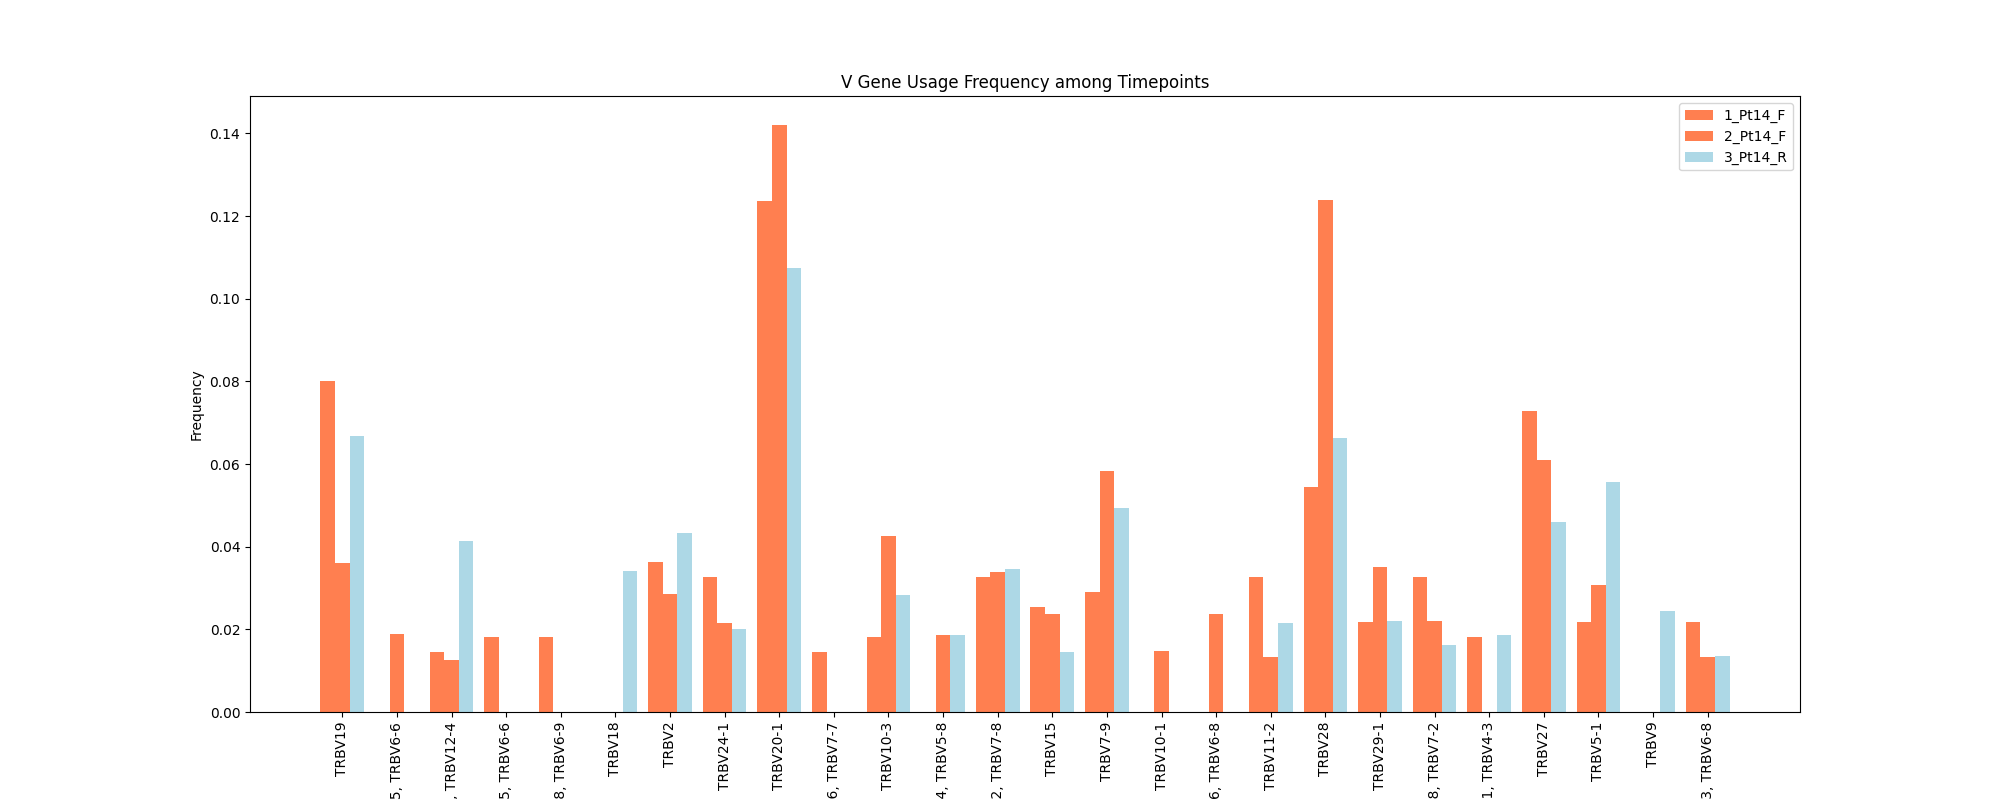 V Gene Usage Frequency among Timepoints
1_Pt14_F
2_Pt14_F
3_Pt14_R
Frequency
0.14
0.12
0.10
0.08
0.06
0.04
0.02
0.00
TRBV19
5, TRBV6-6
, TRBV12-4
5, TRBV6-6
8, TRBV6-9
TRBV18
TRBV2
TRBV24-1
TRBV20-1
6, TRBV7-7
TRBV10-3
4, TRBV5-8
2, TRBV7-8
TRBV15
TRBV7-9
TRBV10-1
6, TRBV6-8
TRBV11-2
TRBV28
TRBV29-1
8, TRBV7-2
1, TRBV4-3
TRBV27
TRBV5-1
TRBV9
3, TRBV6-8